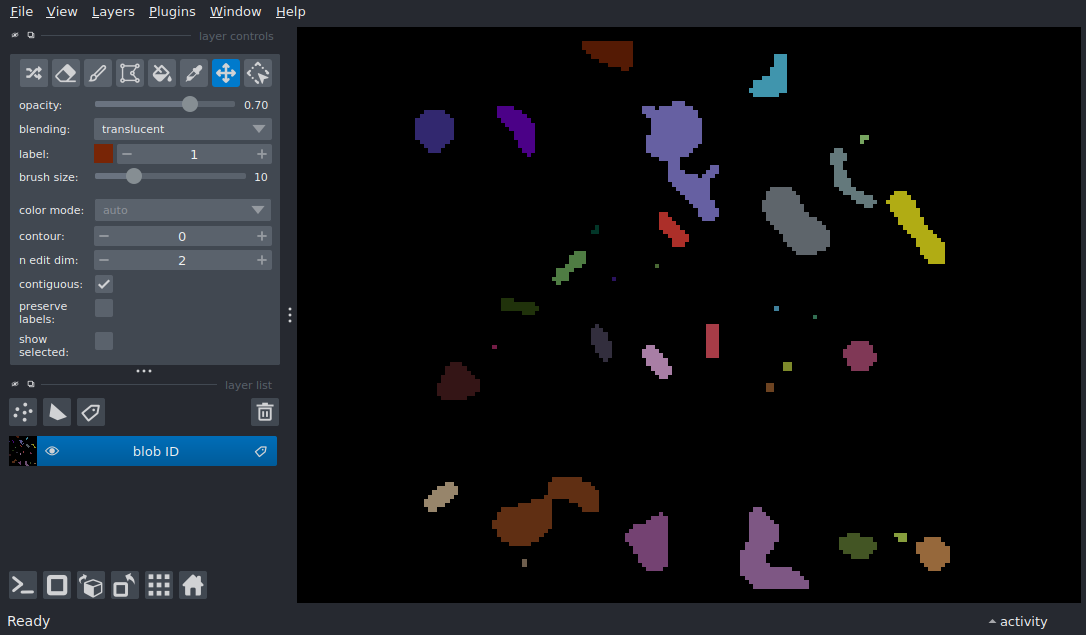 File View Layers Plugins Window Help
layer controls
opacity: 0.70
blending: translucent
label: 1
brush size: 10
color mode: auto
contour: 0
n edit dim: 2
contiguous:
preserve
labels:
show
selected:
layer list
blob ID
Ready
activity